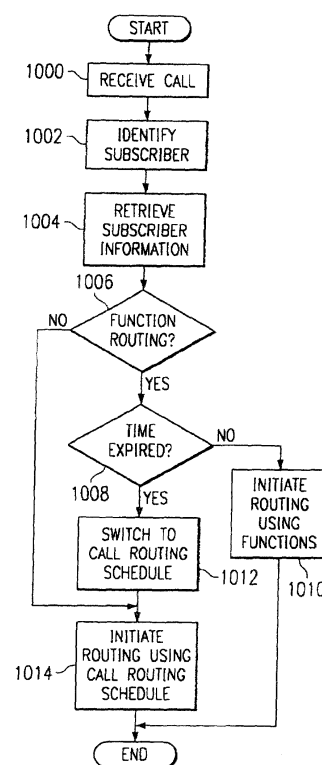 START
1000
RECEIVE CALL
1002
IDENTIFY
SUBSCRIBER
1004
RETRIEVE
SUBSCRIBER
INFORMATION
1006
NO
FUNCTION
ROUTING?
YES
TIME
EXPIRED?
NO
1008
YES
INITIATE
ROUTING
USING
FUNCTIONS
1010
SWITCH TO
CALL ROUTING
SCHEDULE
1012
INITIATE
ROUTING USING
CALL ROUTING
SCHEDULE
1014
END